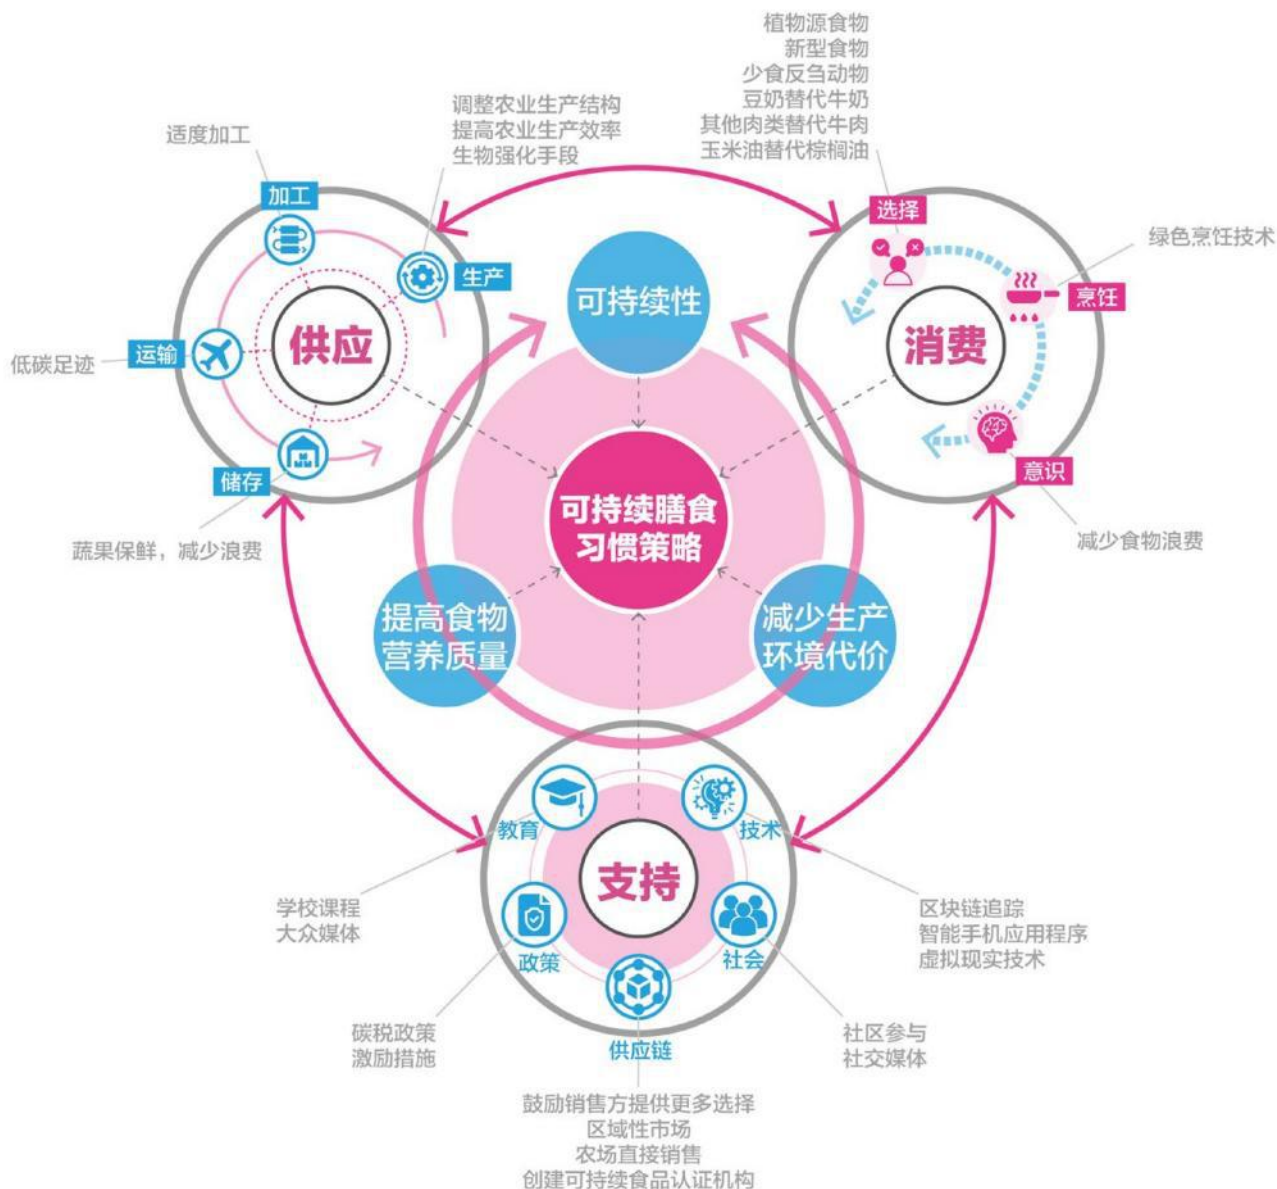 植物源食物
新型食物
少食反刍动物
豆奶替代牛奶
其他肉类替代牛肉
玉米油替代棕榈油
调整农业生产结构
提高农业生产效率
生物强化手段
适度加工
加工
生产
供应
运输
低碳足迹
储存
蔬果保鲜，减少浪费
可持续性
选择
绿色烹饪技术
烹饪
消费
意识
减少食物浪费
可持续膳食
习惯策略
提高食物
营养质量
减少生产
环境代价
教育
技术
支持
政策
社会
供应链
学校课程
大众媒体
区块链追踪
智能手机应用程序
虚拟现实技术
碳税政策
激励措施
社区参与
社交媒体
鼓励销售方提供更多选择
区域性市场
农场直接销售
创建可持续食品认证机构